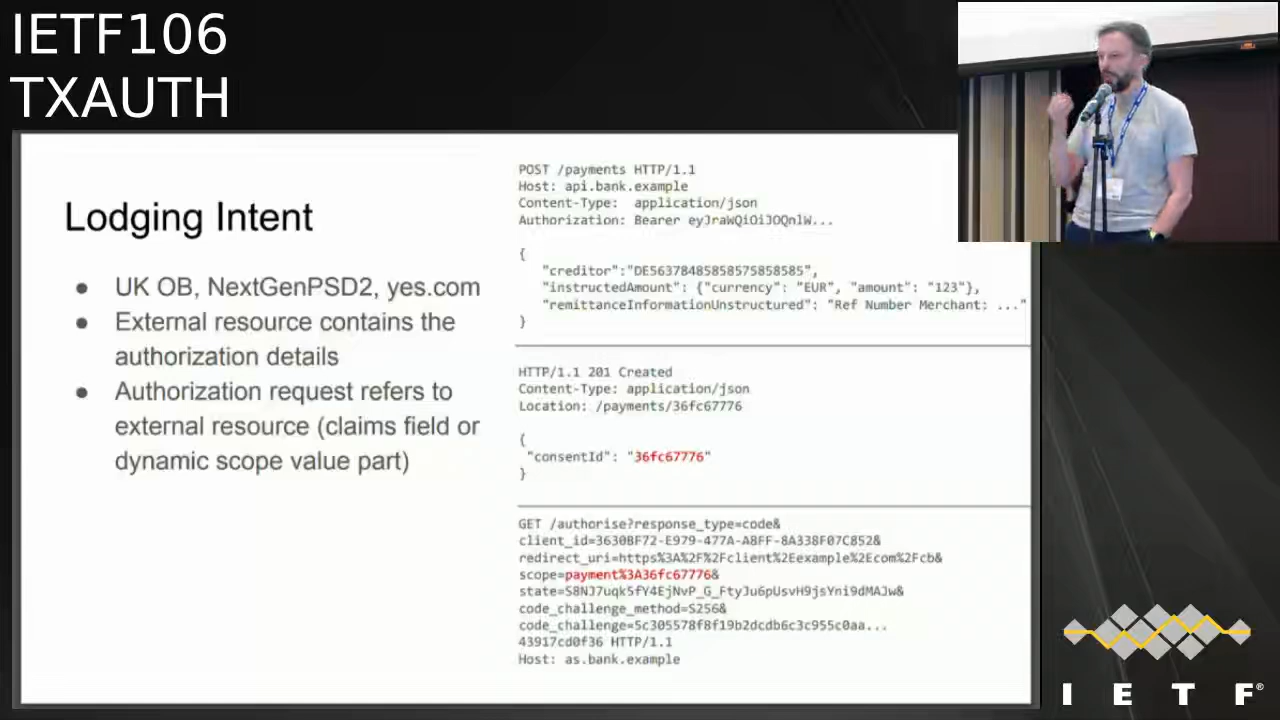 IETF106
TXAUTH
Lodging Intent
● UK OB, NextGenPSD2, yes.com
● External resource contains the
authorization details
● Authorization request refers to
external resource (claims field or
dynamic scope value part)
POST /payments HTTP/1.1
Host: api.bank.example
Content-Type:  application/json
Authorization: Bearer eyJraWQiOiJOQnlW...
{
"creditor":"DE56378485858575858585",
"instructedAmount": {"currency": "EUR", "amount": "123"},
"remittanceInformationUnstructured": "Ref Number Merchant: ..."
}
HTTP/1.1 201 Created
Content-Type: application/json
Location: /payments/36fc67776
{
"consentId": "36fc67776"
}
GET /authorise?response_type=code&
client_id=3630BF72-E979-477A-A8FF-8A338F07C852&
redirect_uri=https%3A%2F%2Fclient%2Eexample%2Ecom%2Fcb&
scope=payment%3A36fc67776&
state=S8NJ7uqk5fY4EjNvP_G_FtyJu6pUsvH9jsYni9dMAJw&
code_challenge_method=S256&
code_challenge=5c305578f8f19b2dcdb6c3c955c0aa...
43917cd0f36 HTTP/1.1
Host: as.bank.example
IETF®